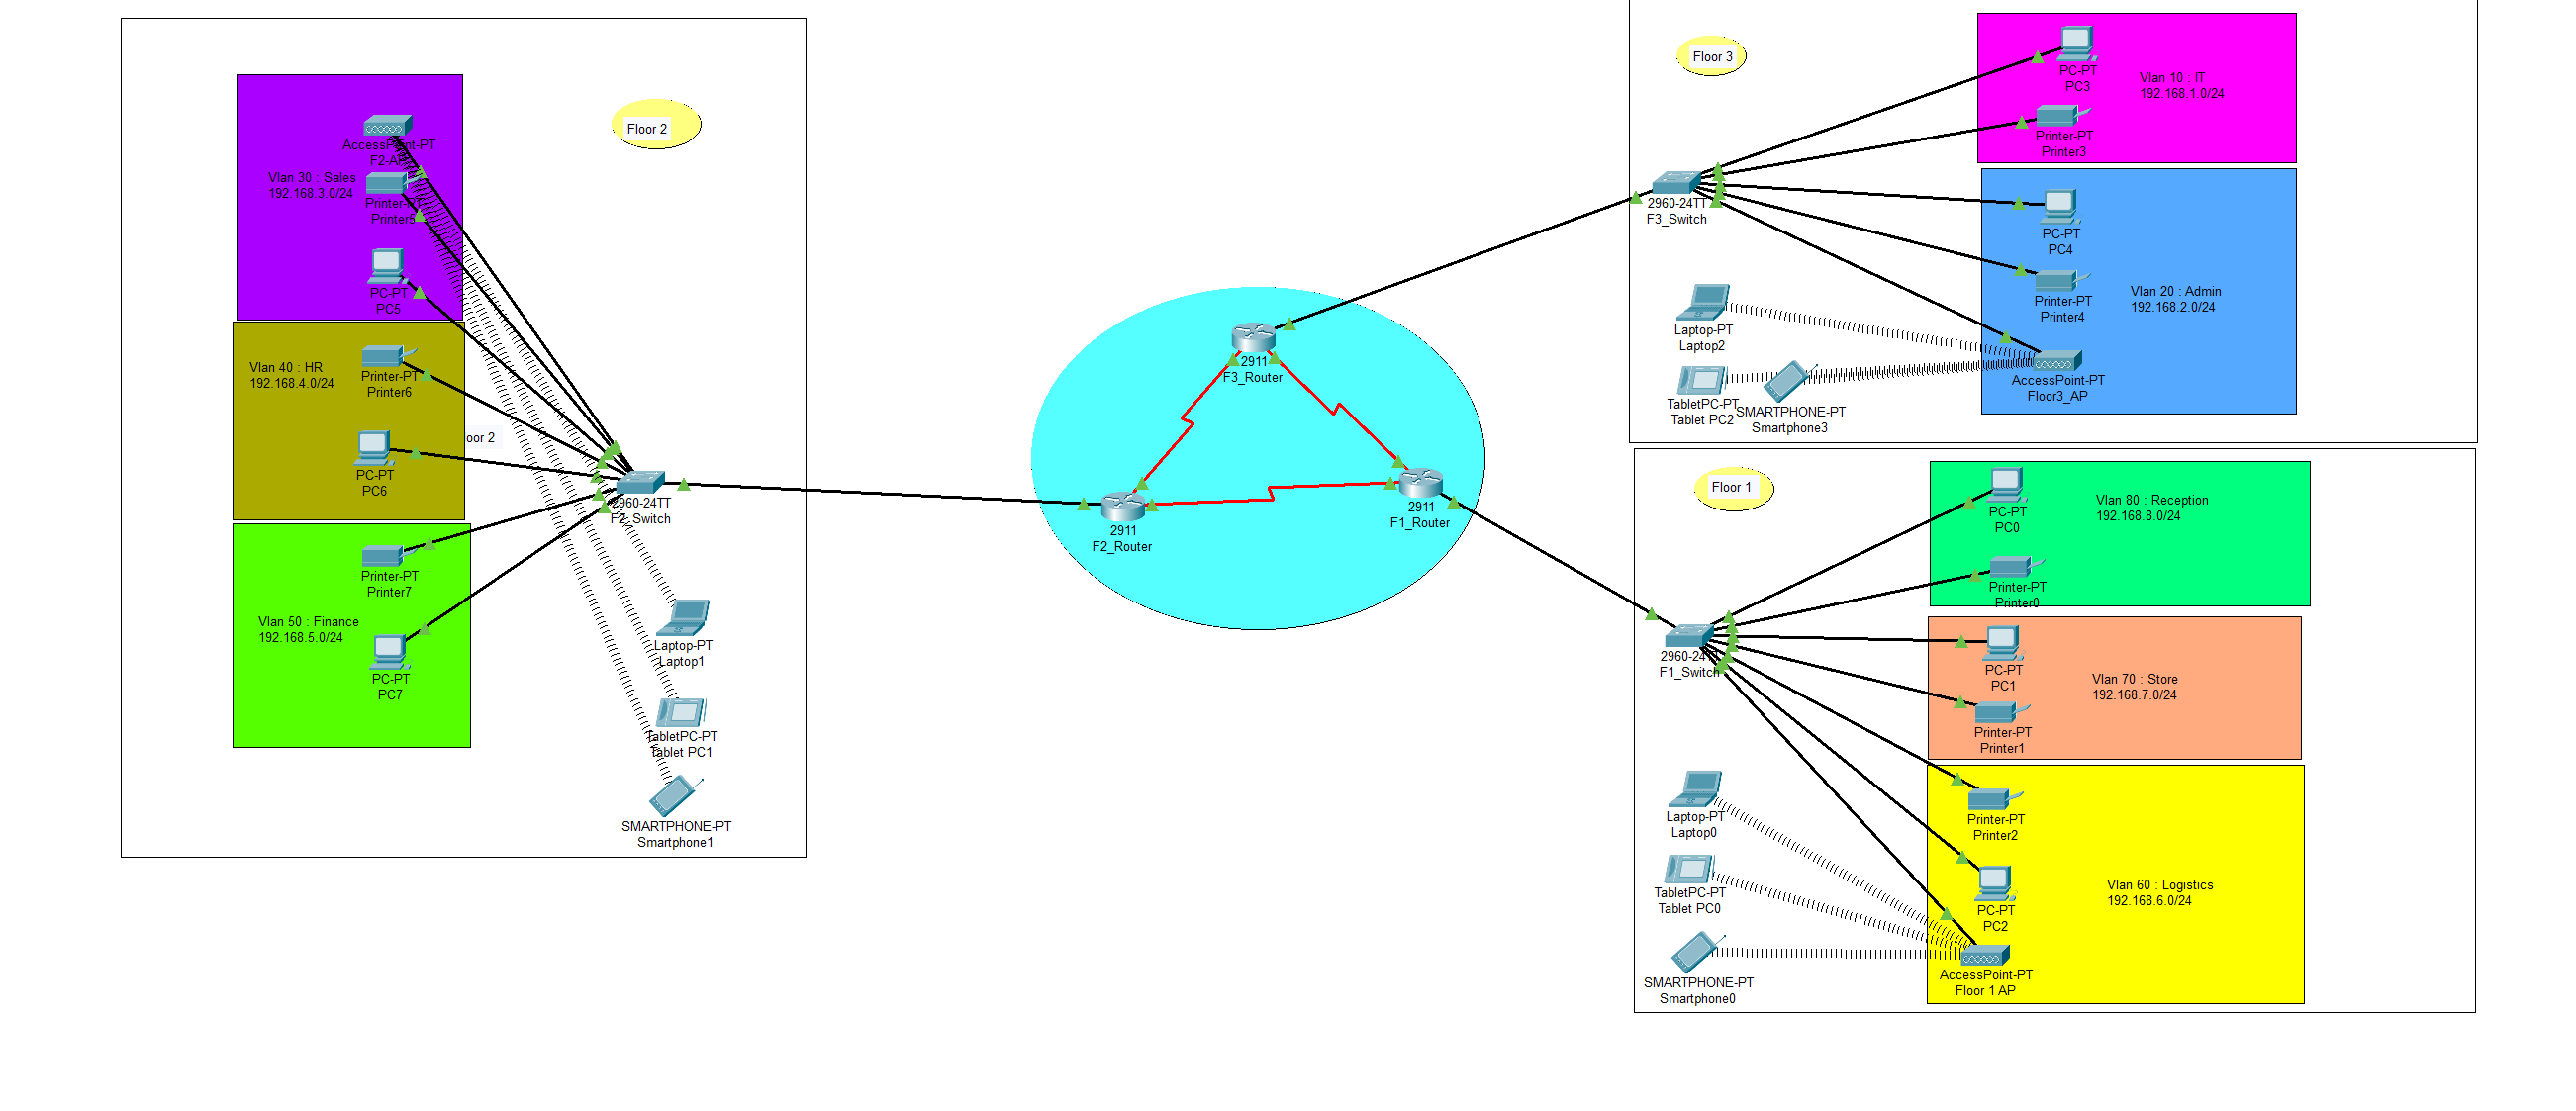 Floor 2
AccessPoint-PT
F2-AP
Vlan 30 : Sales
192.168.3.0/24
Printer-PT
Printer5
PC-PT
PC5
Vlan 40 : HR
192.168.4.0/24
Printer-PT
Printer6
oor 2
PC-PT
PC6
2960-24TT
F2_Switch
Printer-PT
Printer7
Vlan 50 : Finance
192.168.5.0/24
PC-PT
PC7
Laptop-PT
Laptop1
TabletPC-PT
Tablet PC1
SMARTPHONE-PT
Smartphone1
2911
F3_Router
2911
F2_Router
2911
F1_Router
Floor 3
PC-PT
PC3
Vlan 10 : IT
192.168.1.0/24
Printer-PT
Printer3
2960-24TT
F3_Switch
PC-PT
PC4
Vlan 20 : Admin
192.168.2.0/24
Printer-PT
Printer4
Laptop-PT
Laptop2
TabletPC-PT
Tablet PC2
SMARTPHONE-PT
Smartphone3
AccessPoint-PT
Floor3_AP
Floor 1
PC-PT
PC0
Vlan 80 : Reception
192.168.8.0/24
Printer-PT
Printer0
2960-24TT
F1_Switch
PC-PT
PC1
Vlan 70 : Store
192.168.7.0/24
Printer-PT
Printer1
Laptop-PT
Laptop0
Printer-PT
Printer2
TabletPC-PT
Tablet PC0
PC-PT
PC2
Vlan 60 : Logistics
192.168.6.0/24
SMARTPHONE-PT
Smartphone0
AccessPoint-PT
Floor 1 AP